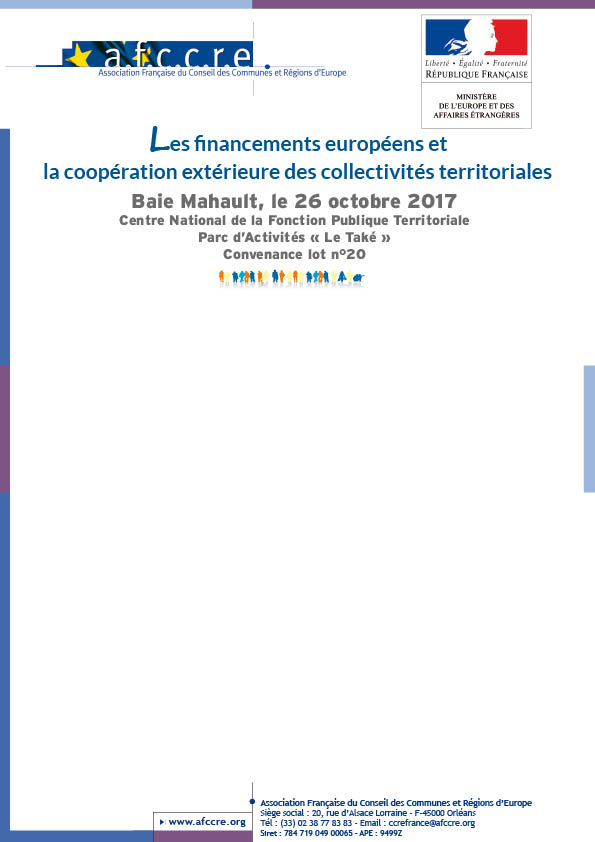 a.f.c.c.r.e.
Association Française du Conseil des Communes et Régions d'Europe
Liberté • Égalité • Fraternité
RÉPUBLIQUE FRANÇAISE
MINISTÈRE
DE L'EUROPE ET DES
AFFAIRES ÉTRANGÈRES
Les financements européens et
la coopération extérieure des collectivités territoriales
Baie Mahault, le 26 octobre 2017
Centre National de la Fonction Publique Territoriale
Parc d'Activités « Le Také »
Convenance lot n°20
Association Française du Conseil des Communes et Régions d'Europe
Siège social : 20, rue d'Alsace Lorraine - F-45000 Orléans
www.afccre.org
Tél : (33) 02 38 77 83 83 - Email : ccrefrance@afccre.org
Siret : 784 719 049 00065 - APE : 9499Z